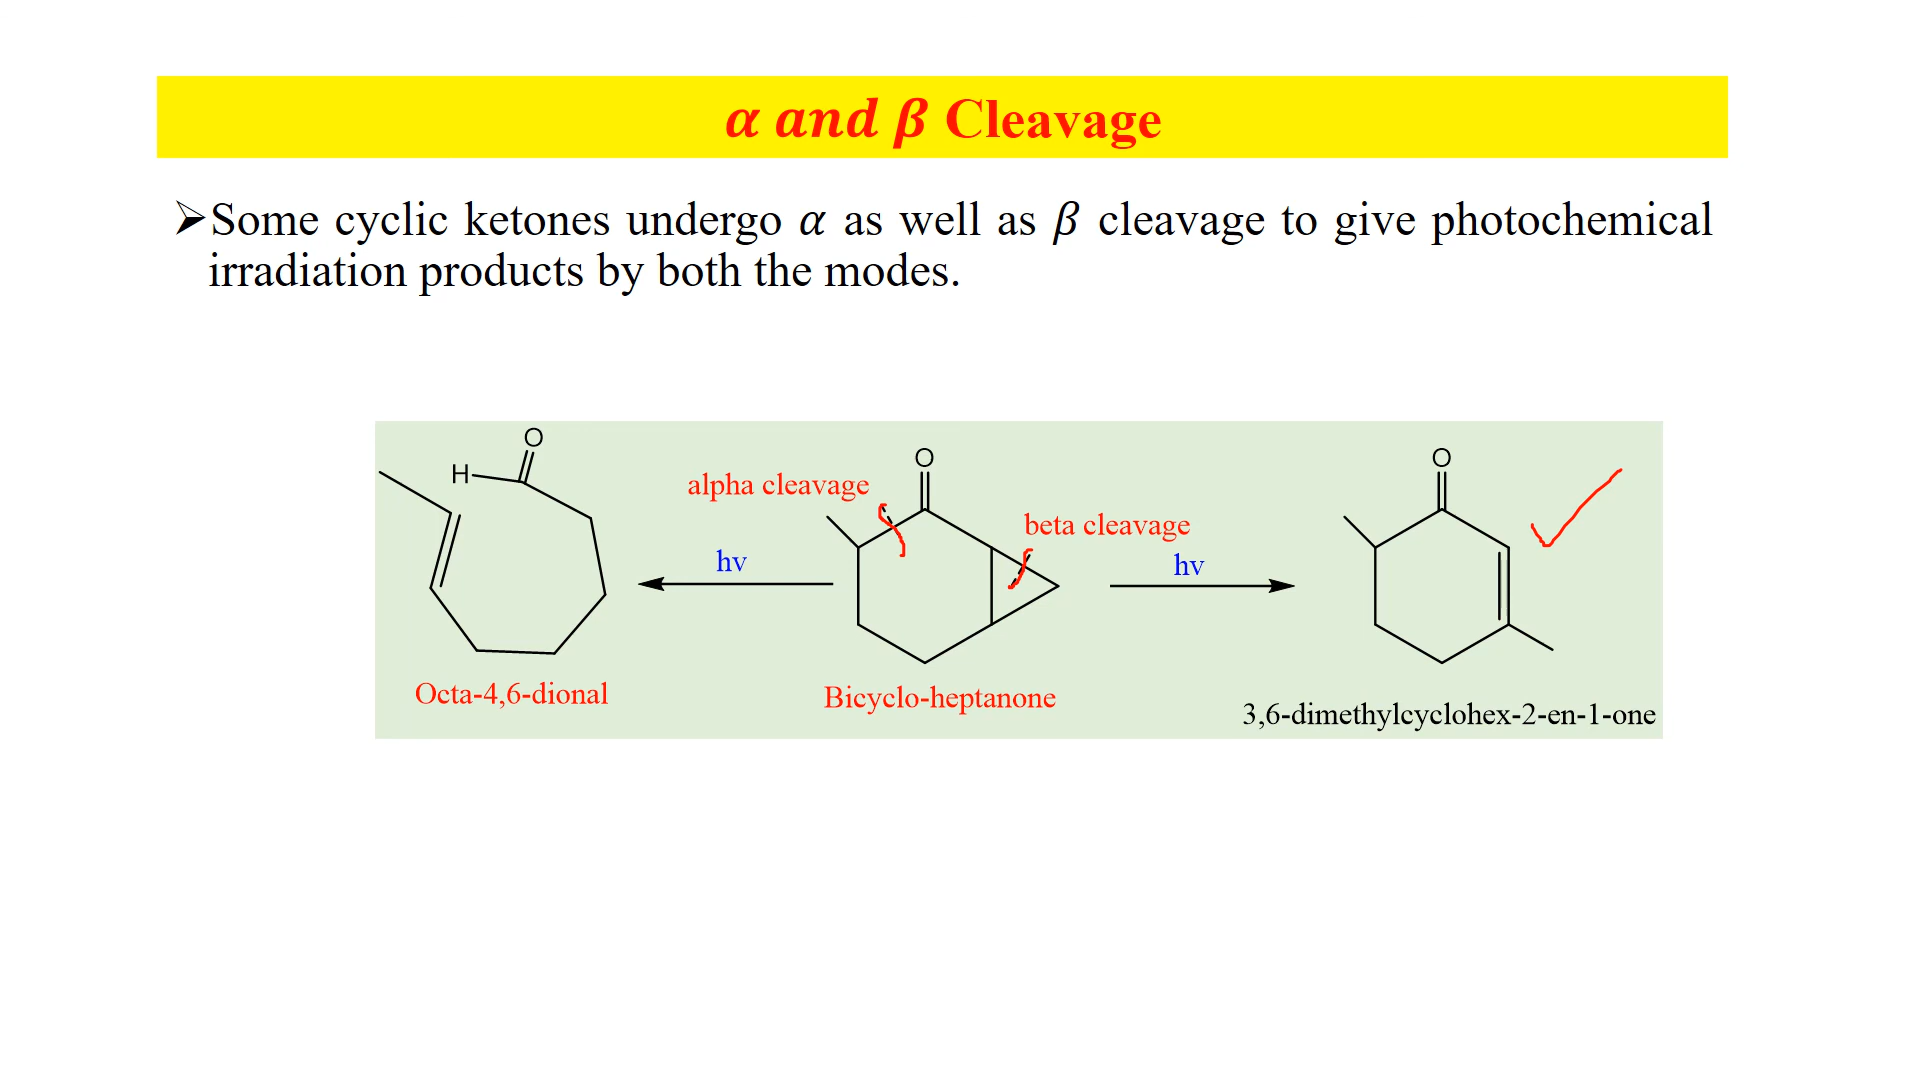 α and β Cleavage
➢Some cyclic ketones undergo α as well as β cleavage to give photochemical
irradiation products by both the modes.
O
H
alpha cleavage
hv
Octa-4,6-dional
O
beta cleavage
hv
Bicyclo-heptanone
O
3,6-dimethylcyclohex-2-en-1-one